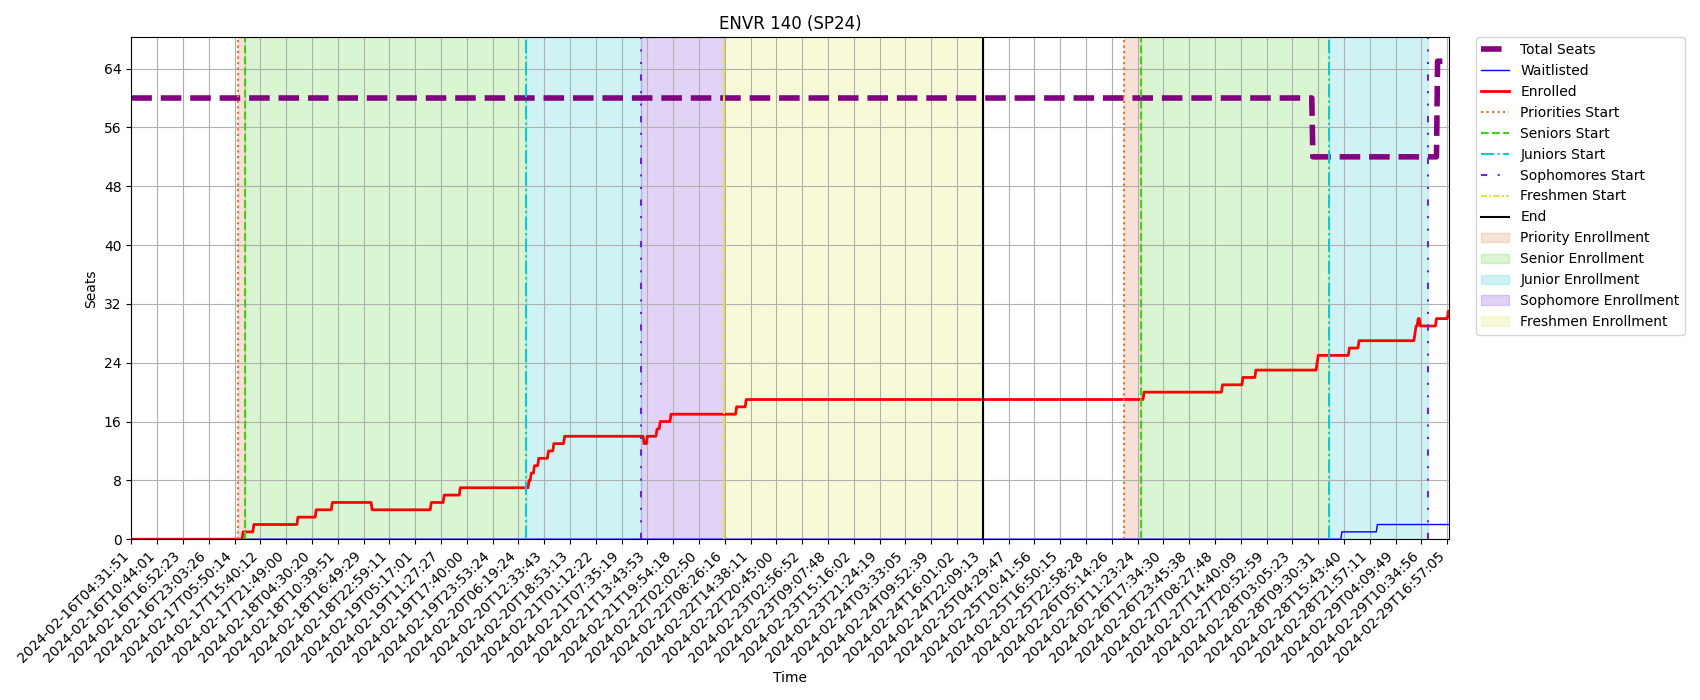 ENVR 140 (SP24)
64
56
48
40
32
24
16
8
0
Seats
2024-02-16T04:31:51
2024-02-16T10:44:01
2024-02-16T16:52:23
2024-02-16T23:03:26
2024-02-17T05:50:14
2024-02-17T15:40:12
2024-02-17T21:49:00
2024-02-18T04:30:20
2024-02-18T10:39:51
2024-02-18T16:49:29
2024-02-18T22:59:11
2024-02-19T05:17:01
2024-02-19T11:27:27
2024-02-19T17:40:00
2024-02-19T23:53:24
2024-02-20T06:19:24
2024-02-20T12:33:43
2024-02-20T18:53:13
2024-02-21T01:12:22
2024-02-21T07:35:19
2024-02-21T13:43:53
2024-02-21T19:54:18
2024-02-22T02:02:50
2024-02-22T08:26:16
2024-02-22T14:38:11
2024-02-22T20:45:00
2024-02-23T02:56:52
2024-02-23T09:07:48
2024-02-23T15:16:02
2024-02-23T21:24:19
2024-02-24T03:33:05
2024-02-24T09:52:39
2024-02-24T16:01:02
2024-02-24T22:09:13
2024-02-25T04:29:47
2024-02-25T10:41:56
2024-02-25T16:50:15
2024-02-25T22:58:28
2024-02-26T05:14:26
2024-02-26T11:23:24
2024-02-26T17:34:30
2024-02-26T23:45:38
2024-02-27T08:27:48
2024-02-27T14:40:09
2024-02-27T20:52:59
2024-02-28T03:05:23
2024-02-28T09:30:31
2024-02-28T15:43:40
2024-02-28T21:57:11
2024-02-29T04:09:49
2024-02-29T10:34:56
2024-02-29T16:57:05
Time
Total Seats
Waitlisted
Enrolled
Priorities Start
Seniors Start
Juniors Start
Sophomores Start
Freshmen Start
End
Priority Enrollment
Senior Enrollment
Junior Enrollment
Sophomore Enrollment
Freshmen Enrollment